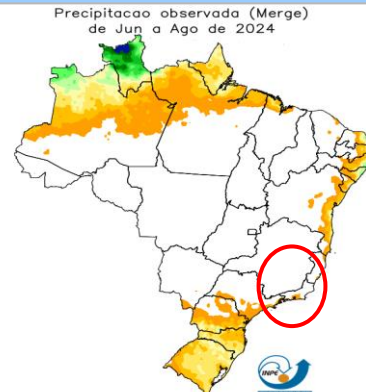 Precipitacao observada (Merge)
de Jun a Ago de 2024
INPE